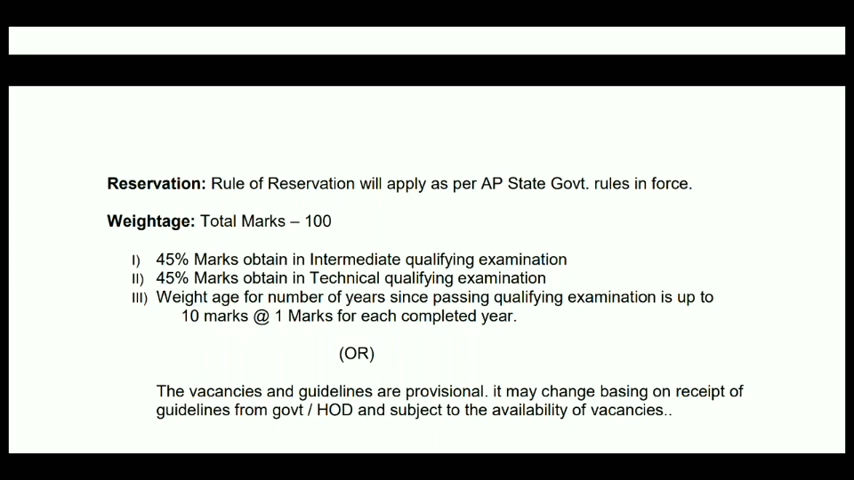 Reservation: Rule of Reservation will apply as per AP State Govt. rules in force.
Weightage: Total Marks – 100
I) 45% Marks obtain in Intermediate qualifying examination
II) 45% Marks obtain in Technical qualifying examination
III) Weight age for number of years since passing qualifying examination is up to
10 marks @ 1 Marks for each completed year.
(OR)
The vacancies and guidelines are provisional. it may change basing on receipt of
guidelines from govt / HOD and subject to the availability of vacancies..